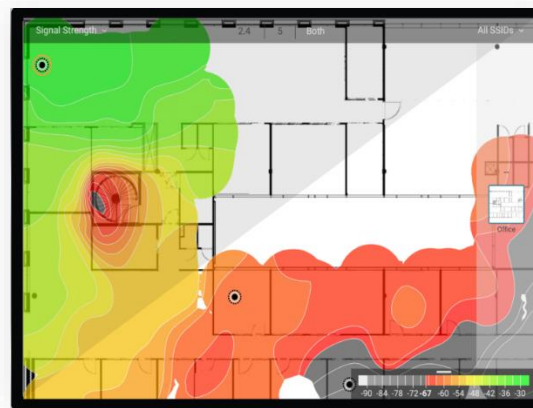 Signal Strength
2.4 5 Both
All SSIDs
Office
-90 -84 -78 -72 -67 -60 -54 -48 -42 -36 -30